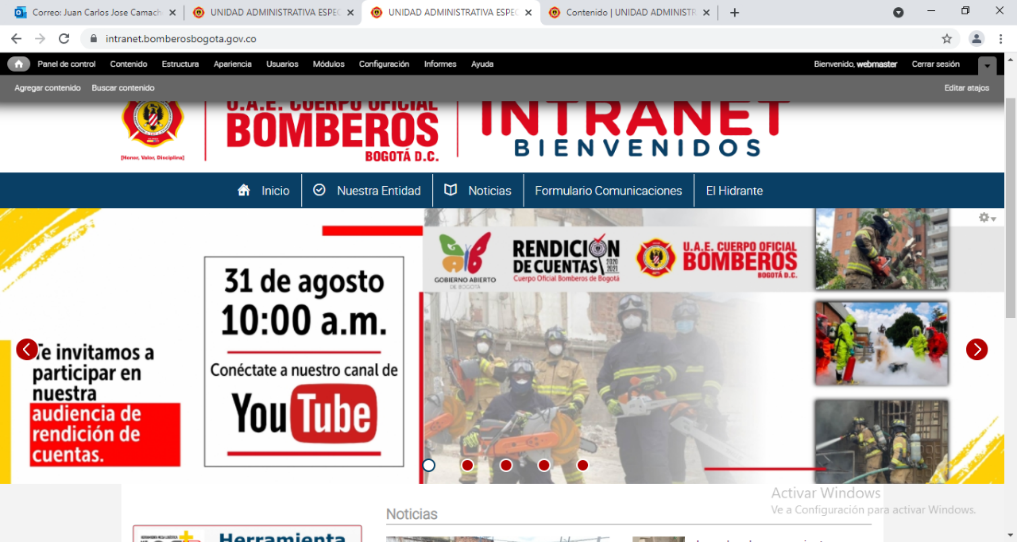 Correo: Juan Carlos Jose Camach
UNIDAD ADMINISTRATIVA ESPEC
UNIDAD ADMINISTRATIVA ESPEC
Contenido | UNIDAD ADMINISTR
intranet.bomberosbogota.gov.co
Panel de control Contenido Estructura Apariencia Usuarios Módulos Configuración Informes Ayuda
Bienvenido, webmaster Cerrar sesión
Agregar contenido Buscar contenido
Editar atajos
U.A.E. CUERPO OFICIAL
BOMBEROS
BOGOTÁ D.C.
[Honor, Valor, Disciplina]
INTRANET
BIENVENIDOS
Inicio Nuestra Entidad Noticias Formulario Comunicaciones El Hidrante
Te invitamos a
participar en
nuestra
audiencia de
rendición de
cuentas.
31 de agosto
10:00 a.m.
Conéctate a nuestro canal de
YouTube
GOBIERNO ABIERTO
DE BOGOTÁ
RENDICIÓN
DE CUENTAS
2020
2021
Cuerpo Oficial Bomberos de Bogotá
U.A.E. CUERPO OFICIAL
BOMBEROS
BOGOTÁ D.C.
Activar Windows
Ve a Configuración para activar Windows.
Noticias
Herramienta